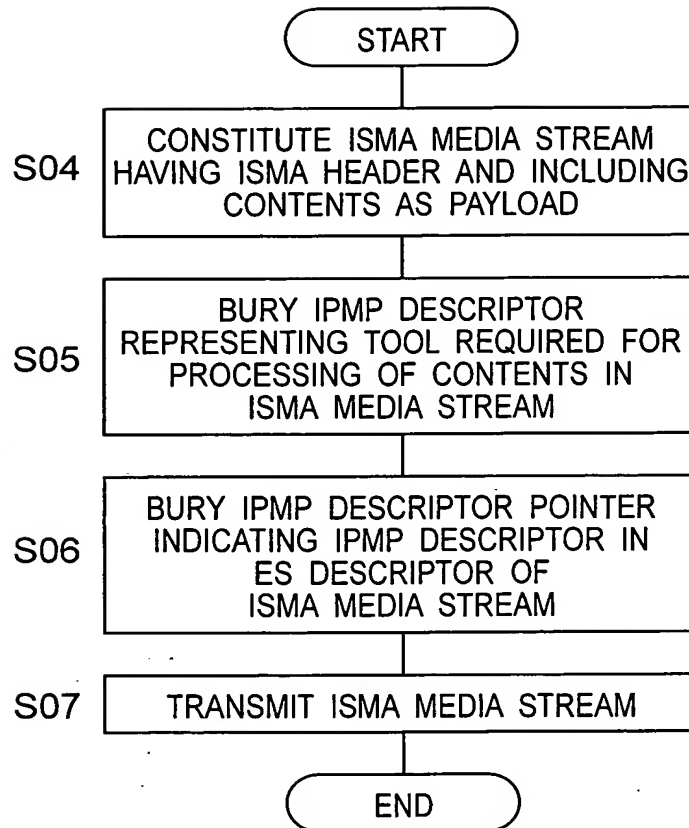 START
S04
CONSTITUTE ISMA MEDIA STREAM
HAVING ISMA HEADER AND INCLUDING
CONTENTS AS PAYLOAD
S05
BURY IPMP DESCRIPTOR
REPRESENTING TOOL REQUIRED FOR
PROCESSING OF CONTENTS IN
ISMA MEDIA STREAM
S06
BURY IPMP DESCRIPTOR POINTER
INDICATING IPMP DESCRIPTOR IN
ES DESCRIPTOR OF
ISMA MEDIA STREAM
S07
TRANSMIT ISMA MEDIA STREAM
END